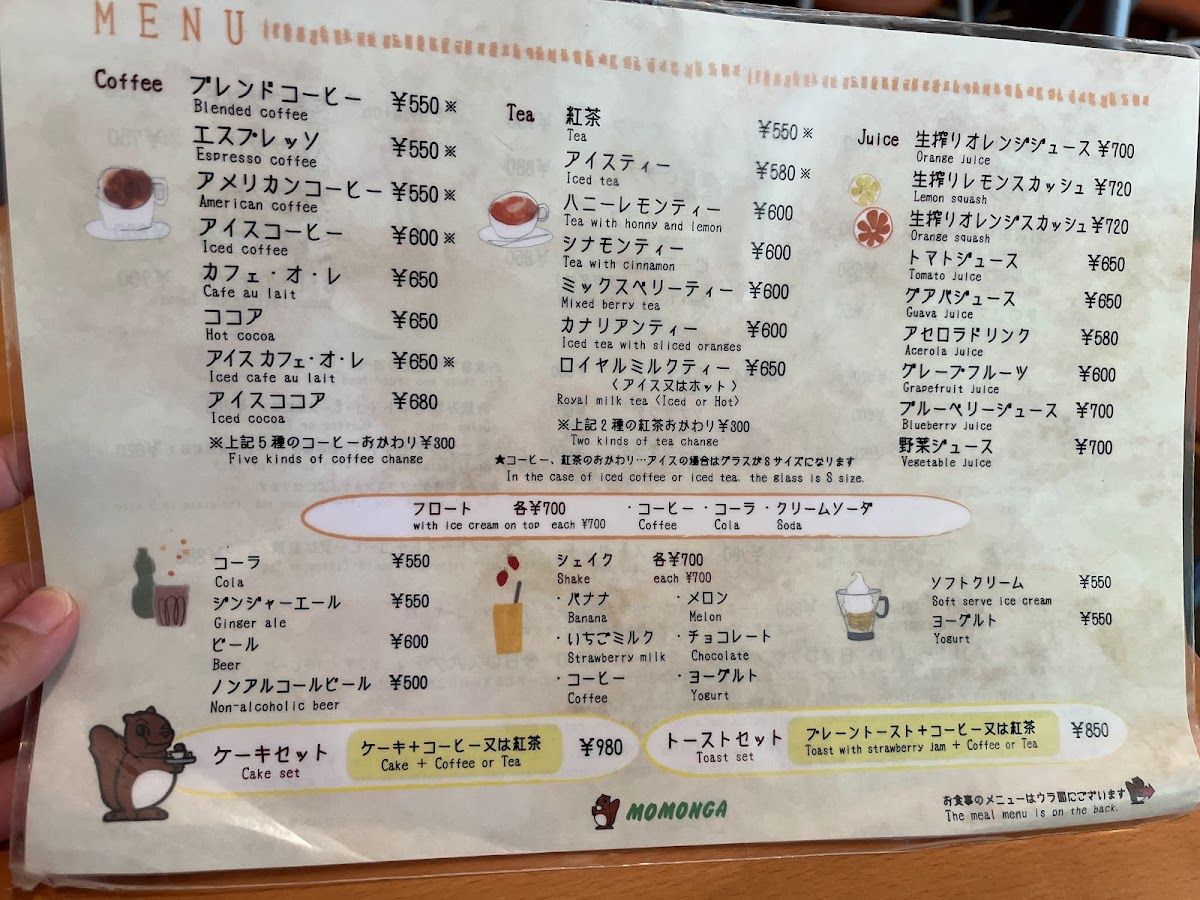 MENU
Coffee
ブレンドコーヒー ¥550※
Blended coffee
エスプレッソ ¥550※
Espresso coffee
アメリカンコーヒー ¥550※
American coffee
アイスコーヒー ¥600※
Iced coffee
カフェ・オ・レ ¥650
Cafe au lait
ココア ¥650
Hot cocoa
アイスカフェ・オ・レ ¥650※
Iced cafe au lait
アイスココア ¥680
Iced cocoa
※上記5種のコーヒーおかわり¥300
Five kinds of coffee change
Tea
紅茶 ¥550※
Tea
アイスティー ¥580※
Iced tea
ハニーレモンティー ¥600
Tea with honny and lemon
シナモンティー ¥600
Tea with cinnamon
ミックスベリーティー ¥600
Mixed berry tea
カナリアンティー ¥600
Iced tea with sliced oranges
ロイヤルミルクティー ¥650
〈アイス又はホット〉
Royal milk tea〈Iced or Hot〉
※上記2種の紅茶おかわり¥300
Two kinds of tea change
Juice
生搾りオレンジジュース ¥700
Orange juice
生搾りレモンスカッシュ ¥720
Lemon squash
生搾りオレンジスカッシュ ¥720
Orange squash
トマトジュース ¥650
Tomato juice
グアバジュース ¥650
Guava juice
アセロラドリンク ¥580
Acerola juice
グレープフルーツ ¥600
Grapefruit juice
ブルーベリージュース ¥700
Blueberry juice
野菜ジュース ¥700
Vegetable juice
★コーヒー、紅茶のおかわり…アイスの場合はグラスがSサイズになります
In the case of iced coffee or iced tea. the glass is S size.
フロート 各¥700 ・コーヒー ・コーラ ・クリームソーダ
with ice cream on top each ¥700 Coffee Cola Soda
コーラ ¥550
Cola
ジンジャーエール ¥550
Ginger ale
ビール ¥600
Beer
ノンアルコールビール ¥500
Non-alcoholic beer
シェイク 各¥700
Shake each ¥700
・バナナ ・メロン
Banana Melon
・いちごミルク ・チョコレート
Strawberry milk Chocolate
・コーヒー ・ヨーグルト
Coffee Yogurt
ソフトクリーム ¥550
Soft serve ice cream
ヨーグルト ¥550
Yogurt
ケーキセット ケーキ+コーヒー又は紅茶 ¥980
Cake set Cake + Coffee or Tea
トーストセット プレーントースト+コーヒー又は紅茶 ¥850
Toast set Toast with strawberry jam + Coffee or Tea
MOMONGA
お食事のメニューはウラ面にございます
The meal menu is on the back.